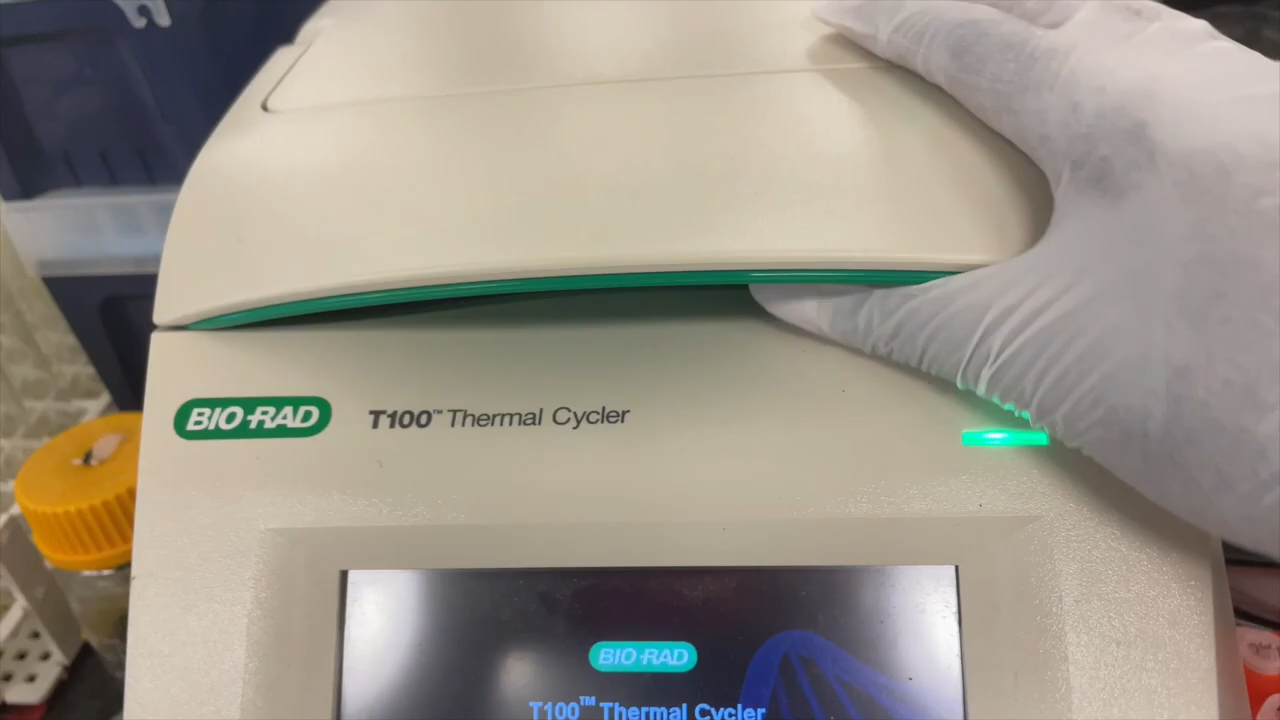 BIO-RAD T100™ Thermal Cycler
BIO-RAD
T100™ Thermal Cycler